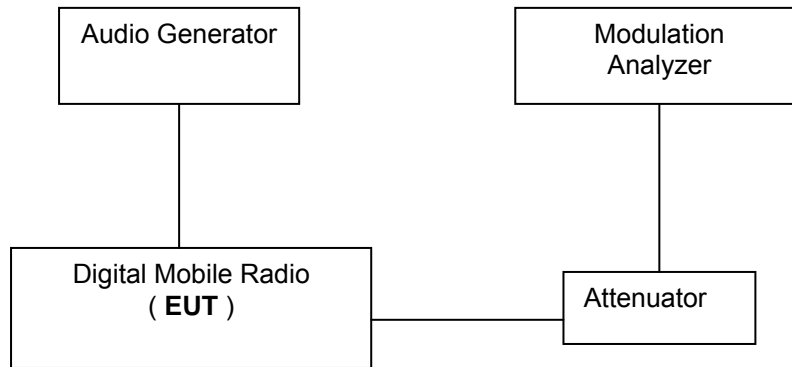 Audio Generator
Modulation
Analyzer
Digital Mobile Radio
( EUT )
Attenuator